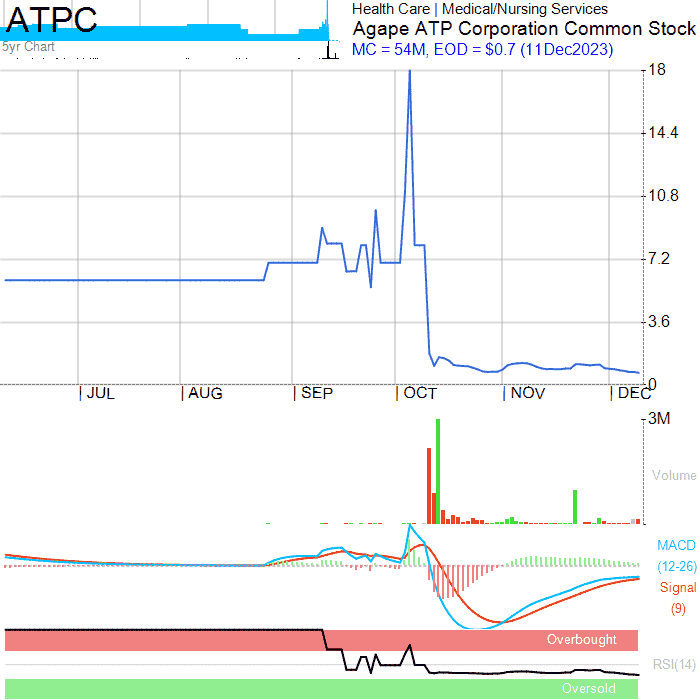 ATPC
5yr Chart
Health Care | Medical/Nursing Services
Agape ATP Corporation Common Stock
MC = 54M, EOD = $0.7 (11Dec2023)
18
14.4
10.8
7.2
3.6
0
JUL
AUG
SEP
OCT
NOV
DEC
3M
Volume
MACD
(12-26)
Signal
(9)
Overbought
RSI(14)
Oversold